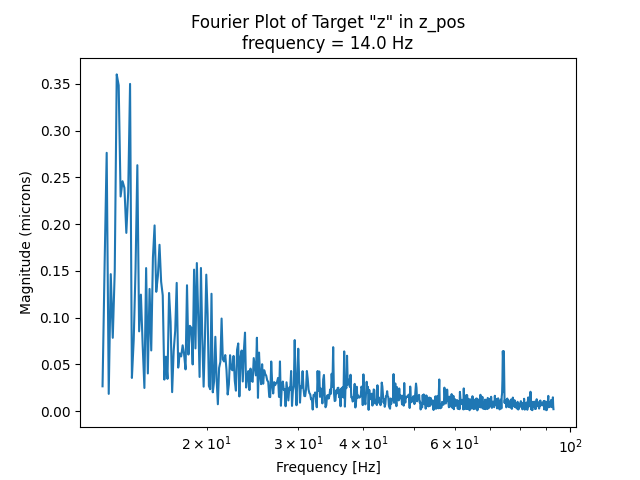 Fourier Plot of Target "z" in z_pos
frequency = 14.0 Hz
0.35
0.30
0.25
0.20
0.15
0.10
0.05
0.00
Magnitude (microns)
2 × 10¹
3 × 10¹
4 × 10¹
6 × 10¹
10²
Frequency [Hz]